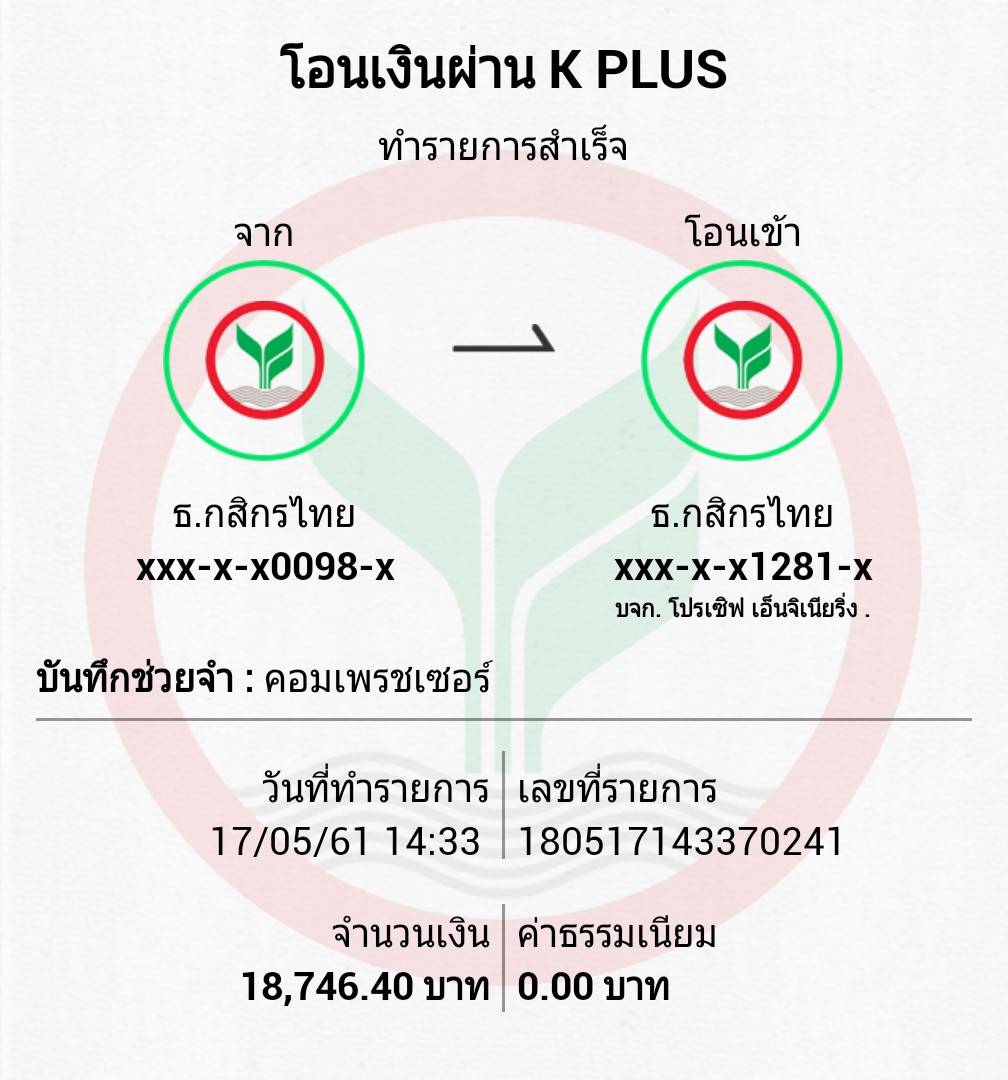 โอนเงินผ่าน K PLUS
ทำรายการสำเร็จ
จาก
โอนเข้า
ธ.กสิกรไทย
xxx-x-x0098-x
ธ.กสิกรไทย
xxx-x-x1281-x
บจก. โปรเซิฟ เอ็นจิเนียริ่ง .
บันทึกช่วยจำ : คอมเพรชเซอร์
วันที่ทำรายการ
17/05/61 14:33
เลขที่รายการ
180517143370241
จำนวนเงิน
18,746.40 บาท
ค่าธรรมเนียม
0.00 บาท